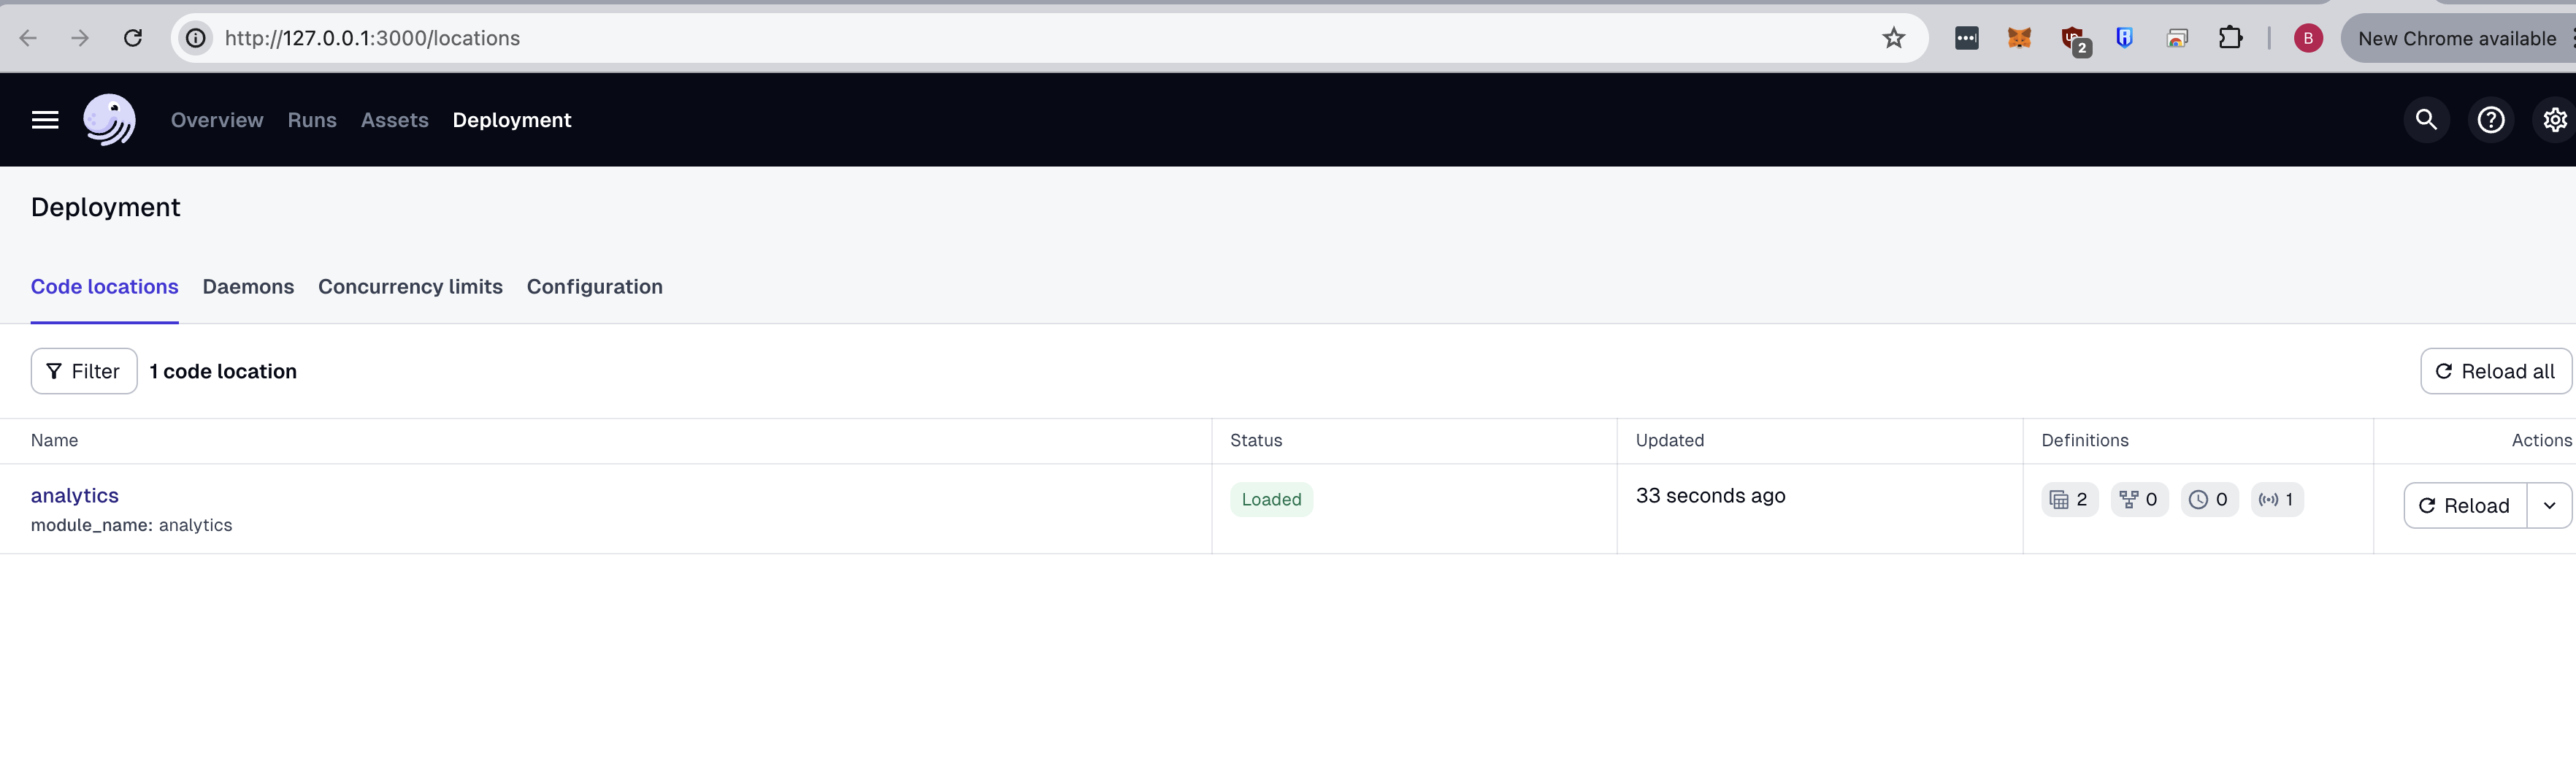 http://127.0.0.1:3000/locations
2
B
New Chrome available
Overview Runs Assets Deployment
Deployment
Code locations Daemons Concurrency limits Configuration
Filter 1 code location Reload all
Name Status Updated Definitions Actions
analytics Loaded 33 seconds ago 2 0 0 1 Reload
module_name: analytics